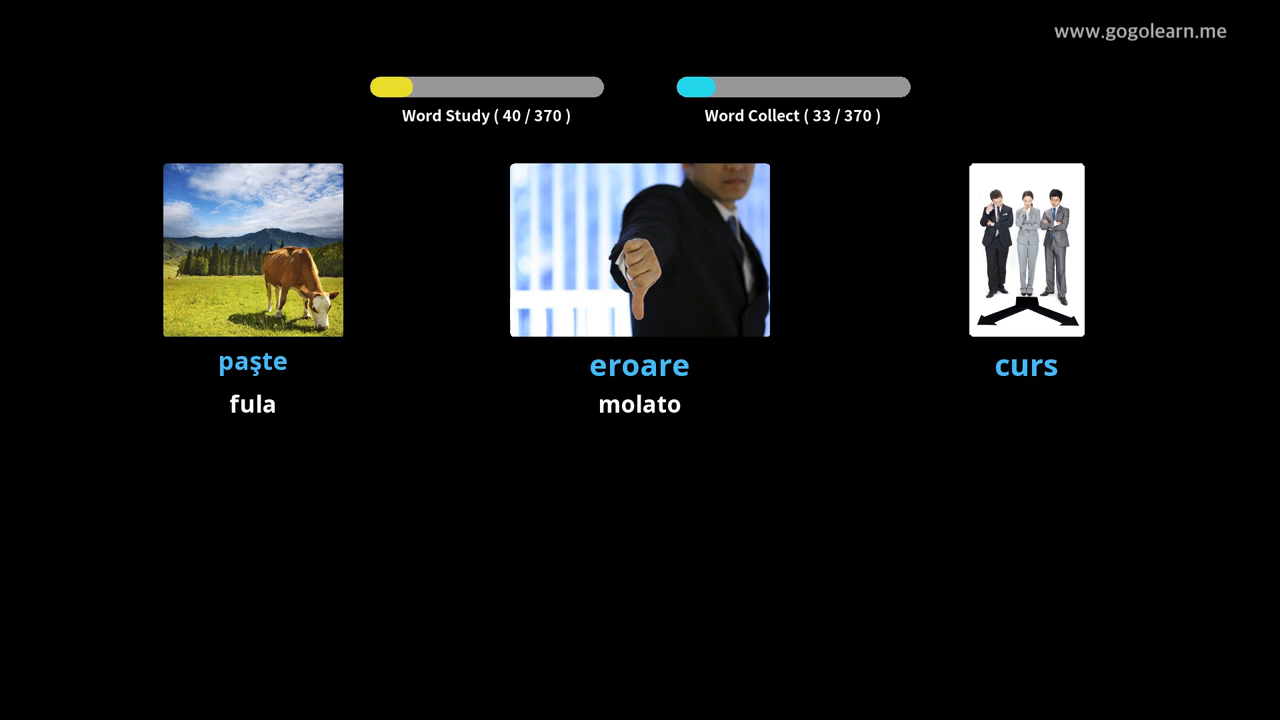 www.gogolearn.me
Word Study ( 40 / 370 )
Word Collect ( 33 / 370 )
paşte
eroare
curs
fula
molato